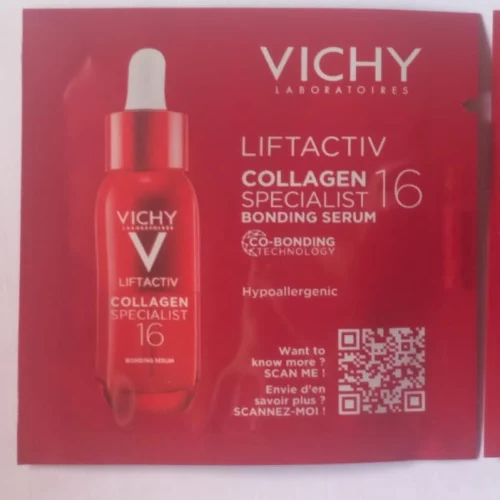 VICHY
LABORATOIRES
LIFTACTIV
COLLAGEN
SPECIALIST 16
BONDING SERUM
CO-BONDING
TECHNOLOGY
Hypoallergenic
Want to
know more ?
SCAN ME !
Envie d'en
savoir plus ?
SCANNEZ-MOI !
VICHY
LABORATOIRES
LIFTACTIV
COLLAGEN
SPECIALIST
16
BONDING SERUM